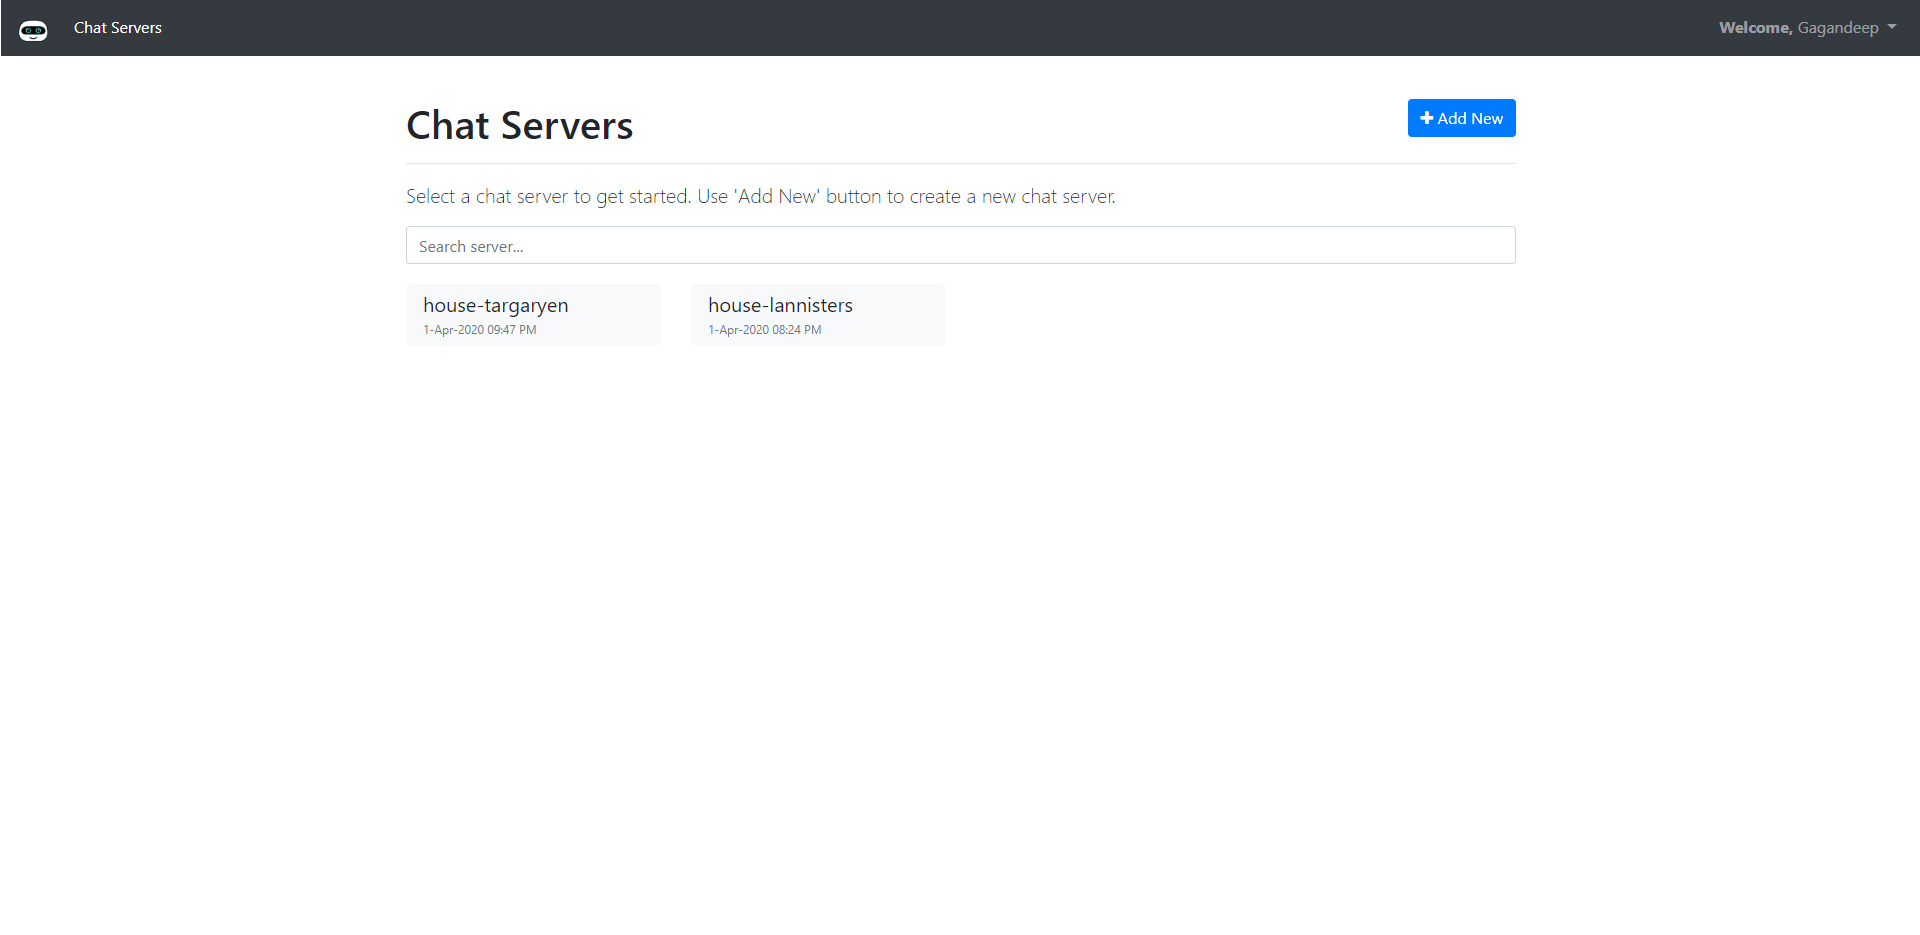 Chat Servers
Welcome, Gagandeep
Chat Servers
Add New
Select a chat server to get started. Use 'Add New' button to create a new chat server.
Search server...
house-targaryen
1-Apr-2020 09:47 PM
house-lannisters
1-Apr-2020 08:24 PM